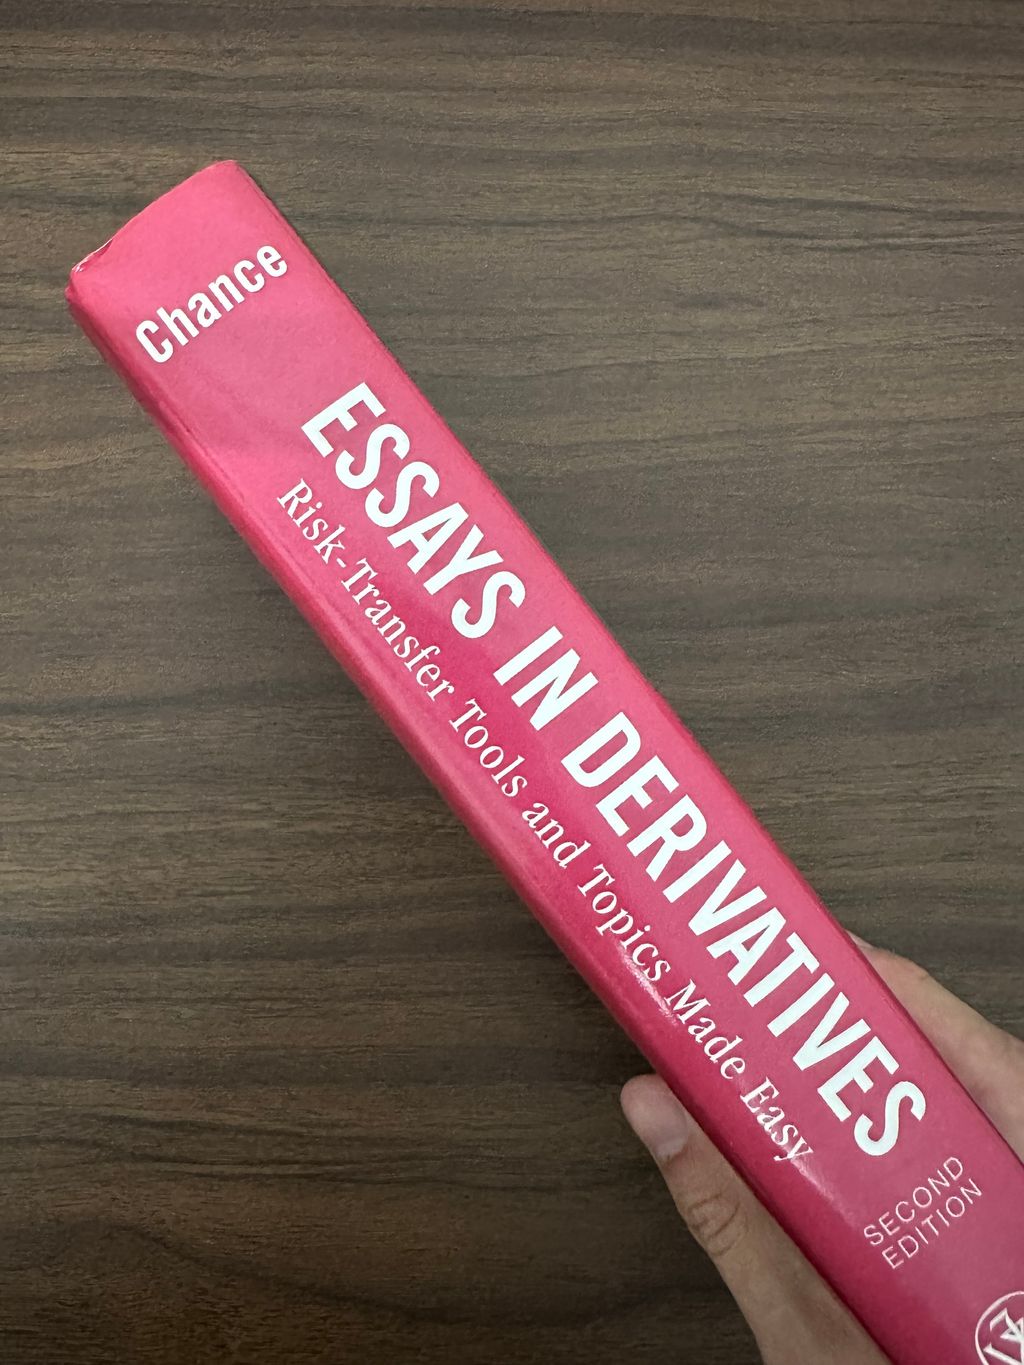 Chance
ESSAYS IN DERIVATIVES
Risk-Transfer Tools and Topics Made Easy
SECOND
EDITION